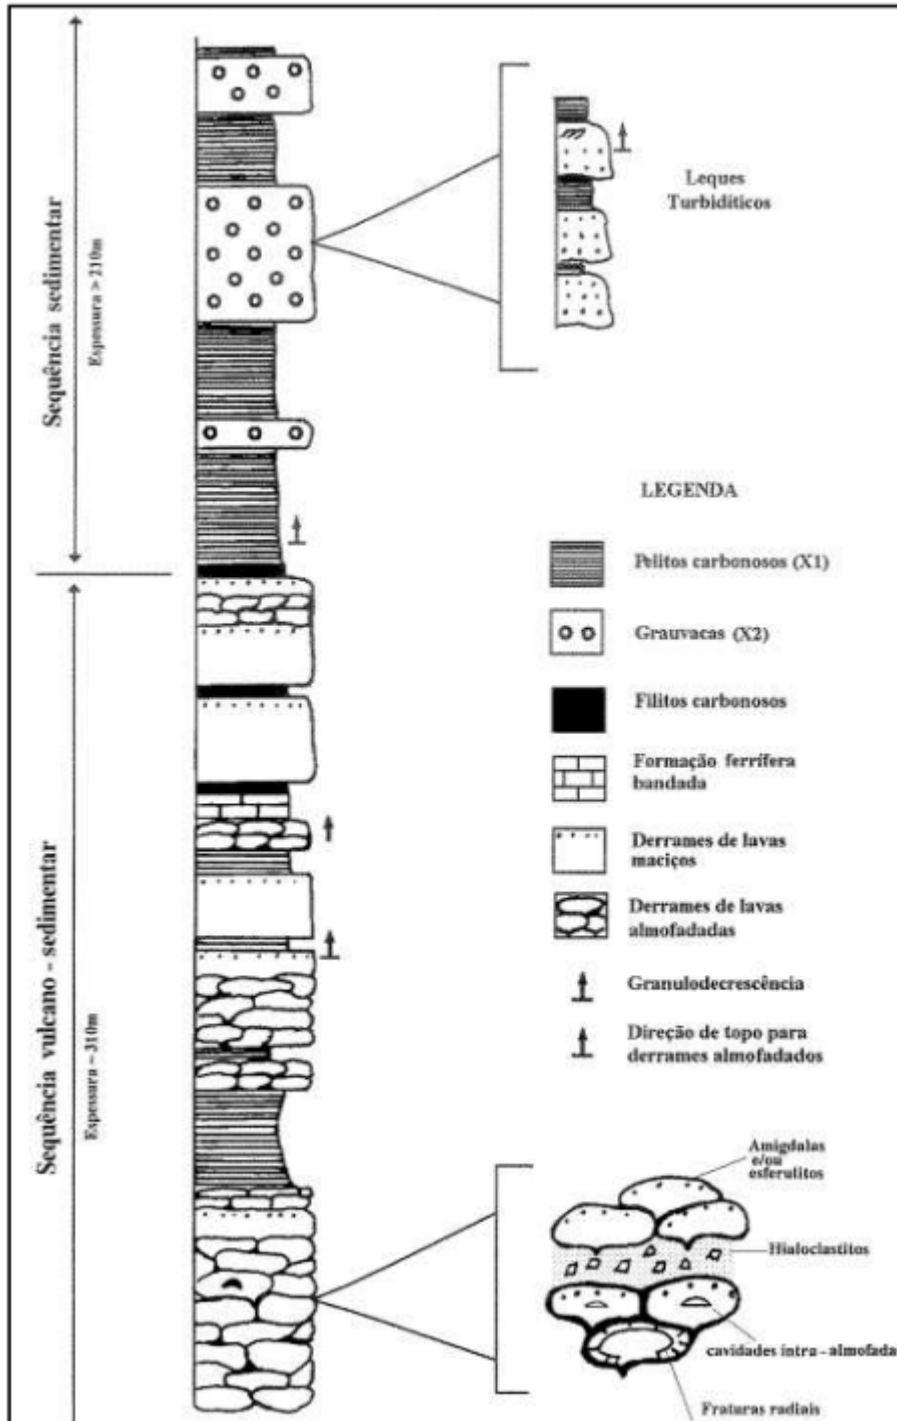 Sequência sedimentar
Espessura > 210m
Leques
Turbidíticos
LEGENDA
Pelitos carbonosos (X1)
Grauvacas (X2)
Filitos carbonosos
Formação ferrífera
bandada
Derrames de lavas
maciços
Derrames de lavas
almofadadas
Granulodecrescência
Direção de topo para
derrames almofadados
Sequência vulcano - sedimentar
Espessura ~ 310m
Amígdalas
e/ou
esferulitos
Hialoclastitos
cavidades intra - almofada
Fraturas radiais